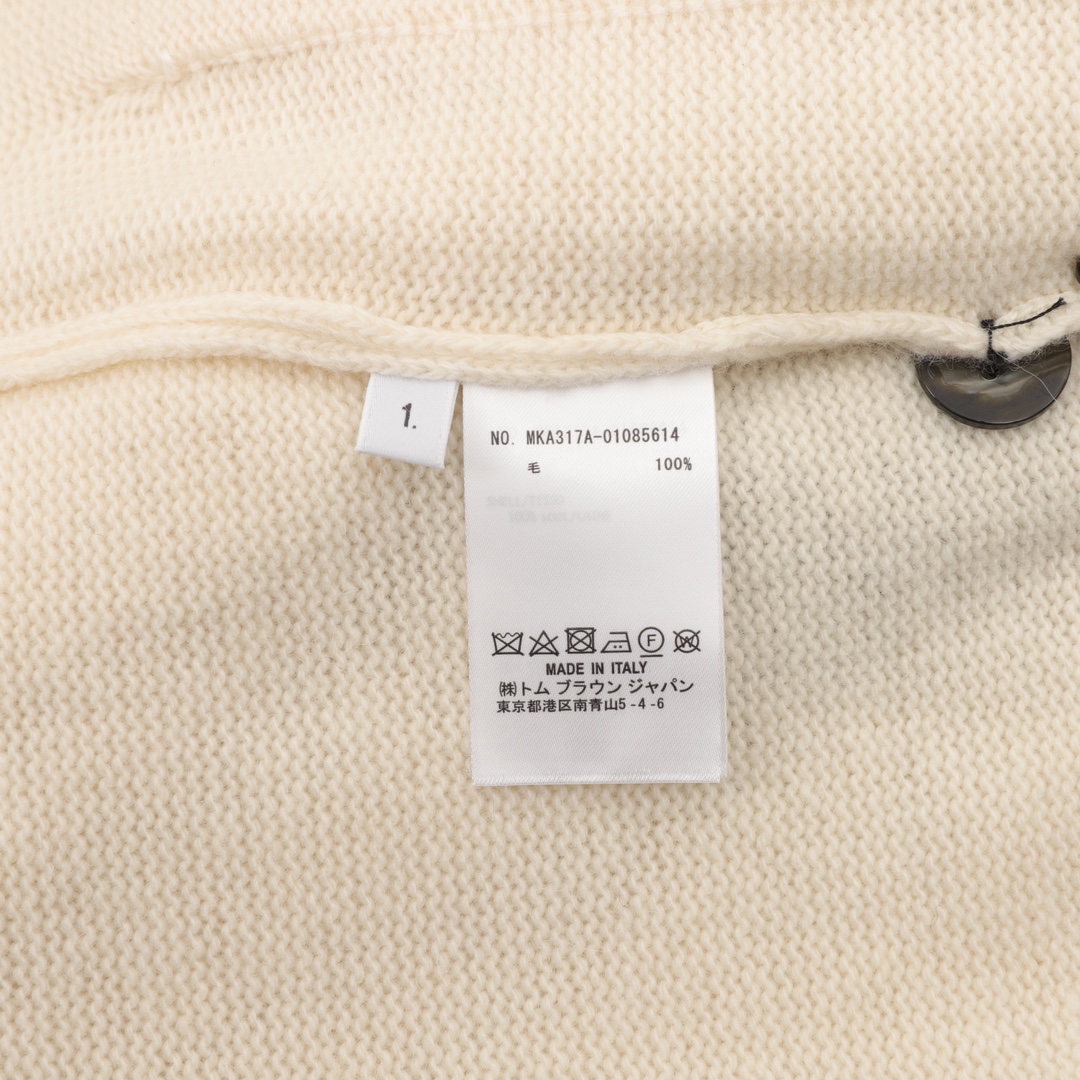 1.
NO. MKA317A-01085614
毛 100%
MADE IN ITALY
㈱トム ブラウン ジャパン
東京都港区南青山5-4-6